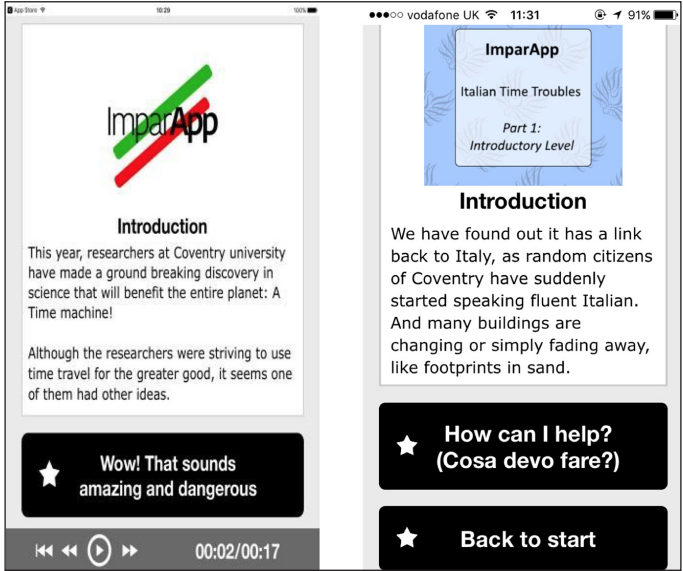 App Store 10:29 100%
ImparApp
Introduction
This year, researchers at Coventry university
have made a ground breaking discovery in
science that will benefit the entire planet: A
Time machine!
Although the researchers were striving to use
time travel for the greater good, it seems one
of them had other ideas.
Wow! That sounds
amazing and dangerous
00:02/00:17
vodafone UK 11:31 91%
ImparApp
Italian Time Troubles
Part 1:
Introductory Level
Introduction
We have found out it has a link
back to Italy, as random citizens
of Coventry have suddenly
started speaking fluent Italian.
And many buildings are
changing or simply fading away,
like footprints in sand.
How can I help?
(Cosa devo fare?)
Back to start